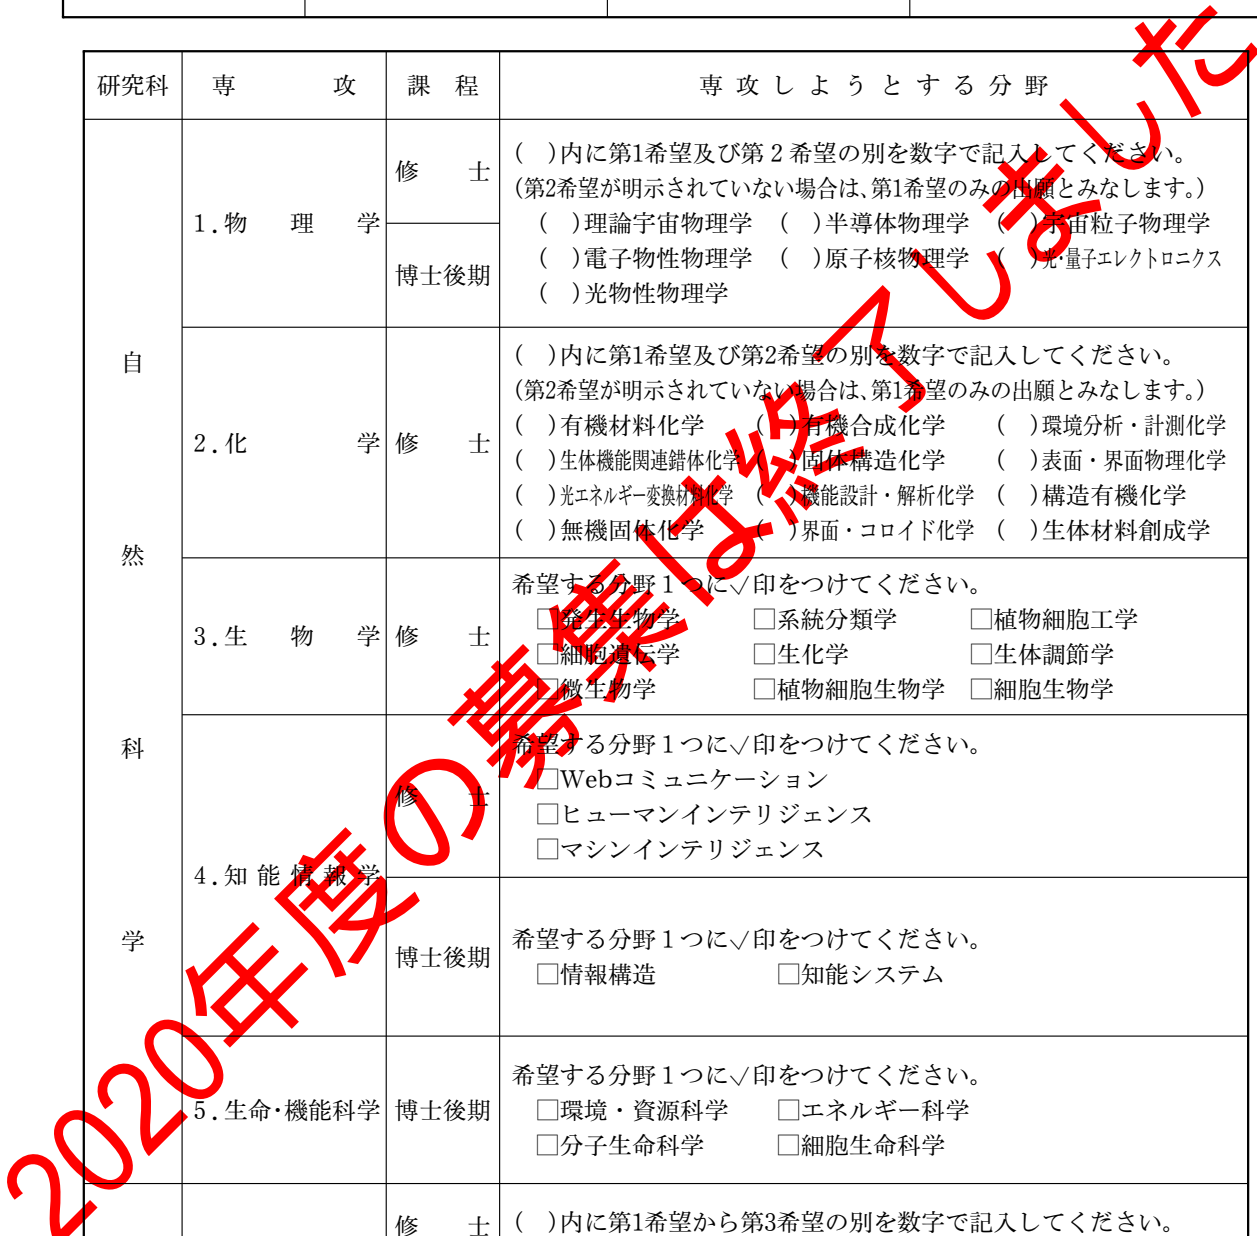 研究科 専攻 課程 専攻しようとする分野
自然科学
1.物理学
修士
博士後期
( )内に第1希望及び第2希望の別を数字で記入してください。
(第2希望が明示されていない場合は、第1希望のみの出願とみなします。)
( )理論宇宙物理学 ( )半導体物理学 ( )宇宙粒子物理学
( )電子物性物理学 ( )原子核物理学 ( )光・量子エレクトロニクス
( )光物性物理学
2.化学 修士
( )内に第1希望及び第2希望の別を数字で記入してください。
(第2希望が明示されていない場合は、第1希望のみの出願とみなします。)
( )有機材料化学 ( )有機合成化学 ( )環境分析・計測化学
( )生体機能関連錯体化学 ( )固体構造化学 ( )表面・界面物理化学
( )光エネルギー変換材料化学 ( )機能設計・解析化学 ( )構造有機化学
( )無機固体化学 ( )界面・コロイド化学 ( )生体材料創成学
3.生物学 修士
希望する分野1つに√印をつけてください。
□発生生物学 □系統分類学 □植物細胞工学
□細胞遺伝学 □生化学 □生体調節学
□微生物学 □植物細胞生物学 □細胞生物学
4.知能情報学
修士
希望する分野1つに√印をつけてください。
□Webコミュニケーション
□ヒューマンインテリジェンス
□マシンインテリジェンス
博士後期
希望する分野1つに√印をつけてください。
□情報構造 □知能システム
5.生命・機能科学 博士後期
希望する分野1つに√印をつけてください。
□環境・資源科学 □エネルギー科学
□分子生命科学 □細胞生命科学
修士
( )内に第1希望から第3希望の別を数字で記入してください。
2020年度の募集は終了しました